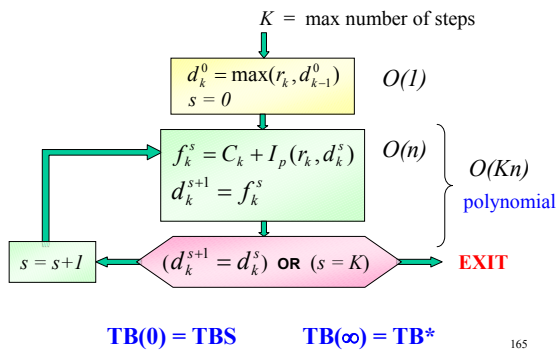 K = max number of steps
d_k^0 = max(r_k, d_{k-1}^0)
s = 0
O(1)
f_k^s = C_k + I_p(r_k, d_k^s)
d_k^{s+1} = f_k^s
O(n)
O(Kn)
polynomial
s = s+1
(d_k^{s+1} = d_k^s) OR (s = K)
EXIT
TB(0) = TBS TB(∞) = TB*
165